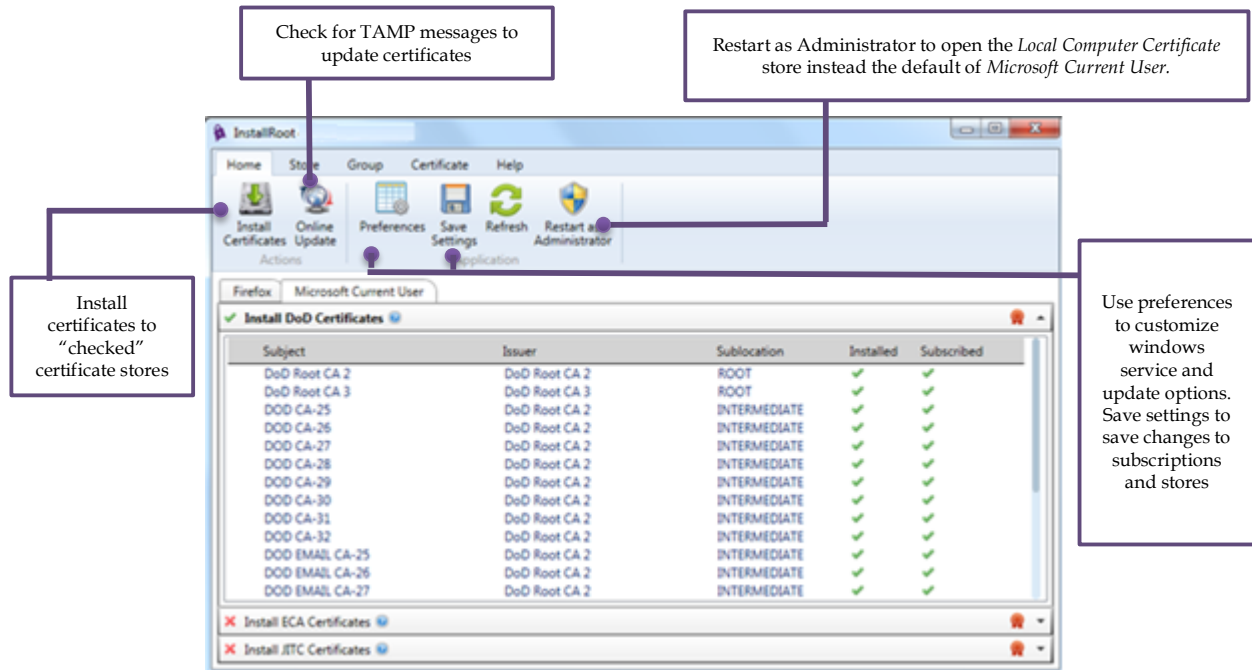 Check for TAMP messages to
update certificates
Restart as Administrator to open the Local Computer Certificate
store instead the default of Microsoft Current User.
InstallRoot
Home Store Group Certificate Help
Install Certificates
Online Update
Preferences
Save Settings
Refresh
Restart as Administrator
Actions
Application
Install
certificates to
“checked”
certificate stores
Use preferences
to customize
windows
service and
update options.
Save settings to
save changes to
subscriptions
and stores
Firefox Microsoft Current User
Install DoD Certificates
Subject Issuer Sublocation Installed Subscribed
DoD Root CA 2 DoD Root CA 2 ROOT
DoD Root CA 3 DoD Root CA 3 ROOT
DOD CA-25 DoD Root CA 2 INTERMEDIATE
DOD CA-26 DoD Root CA 2 INTERMEDIATE
DOD CA-27 DoD Root CA 2 INTERMEDIATE
DOD CA-28 DoD Root CA 2 INTERMEDIATE
DOD CA-29 DoD Root CA 2 INTERMEDIATE
DOD CA-30 DoD Root CA 2 INTERMEDIATE
DOD CA-31 DoD Root CA 2 INTERMEDIATE
DOD CA-32 DoD Root CA 2 INTERMEDIATE
DOD EMAIL CA-25 DoD Root CA 2 INTERMEDIATE
DOD EMAIL CA-26 DoD Root CA 2 INTERMEDIATE
DOD EMAIL CA-27 DoD Root CA 2 INTERMEDIATE
Install ECA Certificates
Install JITC Certificates